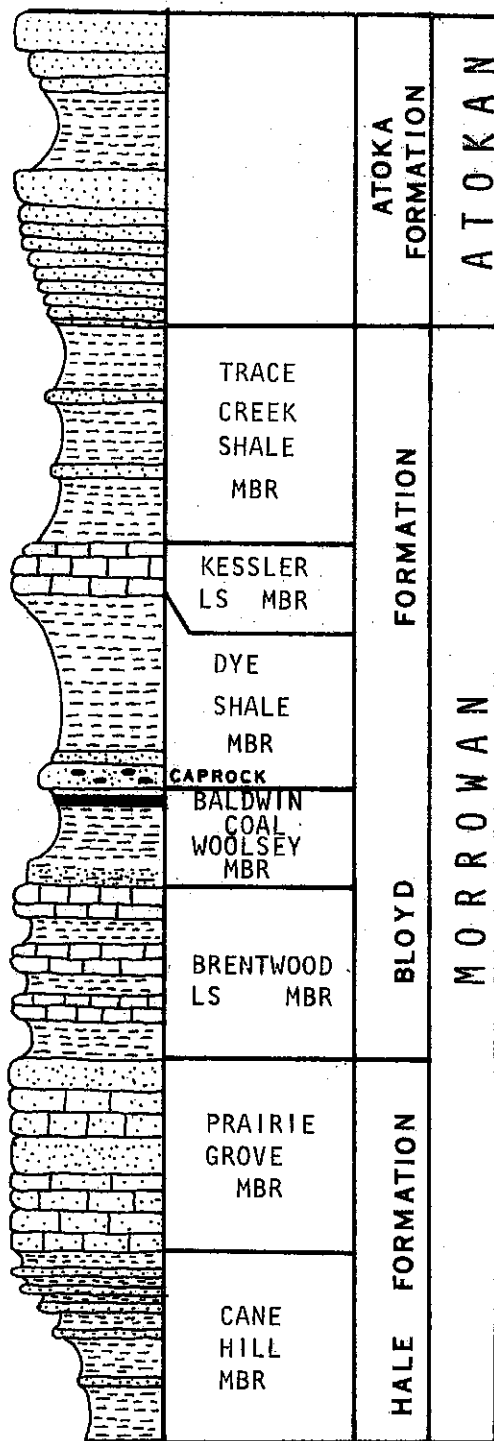 TRACE
CREEK
SHALE
MBR
KESSLER
LS MBR
DYE
SHALE
MBR
CAPROCK
BALDWIN
COAL
WOOLSEY
MBR
BRENTWOOD
LS MBR
PRAIRIE
GROVE
MBR
CANE
HILL
MBR
ATOKA
FORMATION
BLOYD FORMATION
HALE FORMATION
ATOKAN
MORROWAN